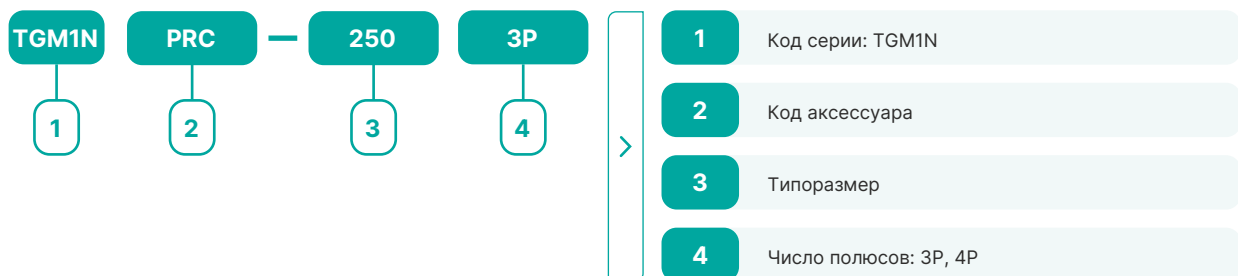 TGM1N PRC — 250 3P
1 2 3 4
1 Код серии: TGM1N
2 Код аксессуара
3 Типоразмер
4 Число полюсов: 3P, 4P